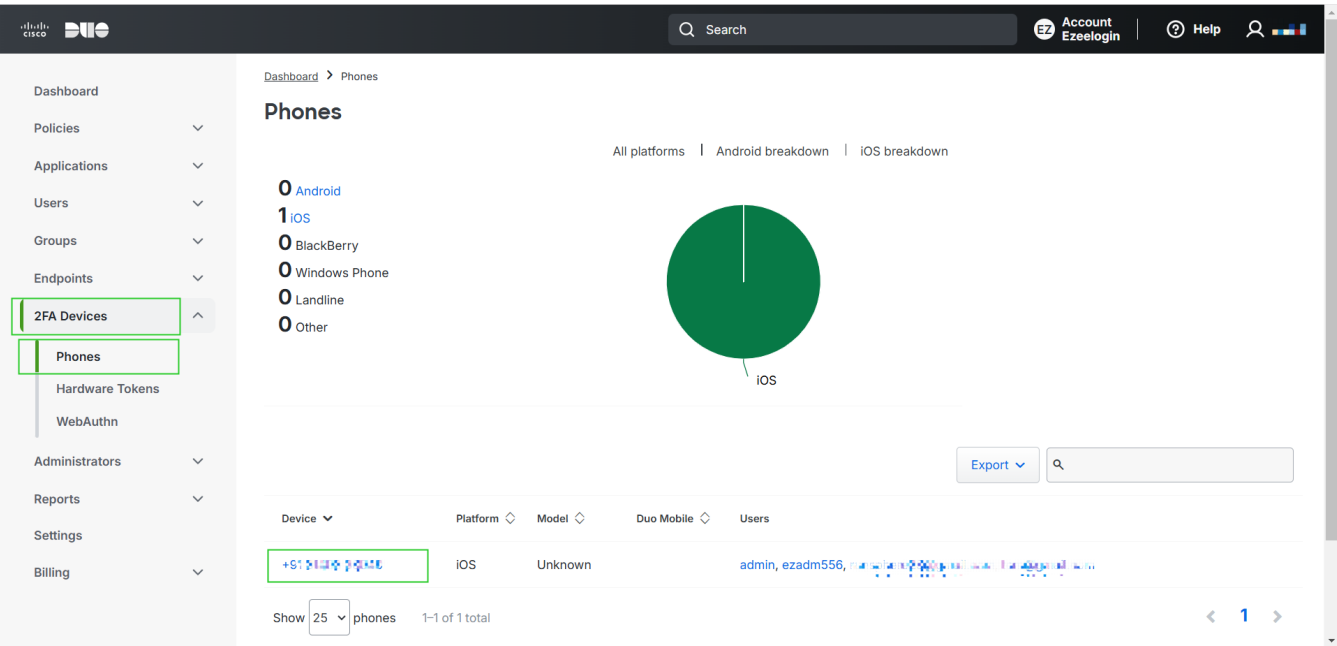 CISCO DUO
Search
EZ Account Ezeelogin
Help
Dashboard
Policies
Applications
Users
Groups
Endpoints
2FA Devices
Phones
Hardware Tokens
WebAuthn
Administrators
Reports
Settings
Billing
Dashboard > Phones
Phones
All platforms | Android breakdown | iOS breakdown
0 Android
1 iOS
0 BlackBerry
0 Windows Phone
0 Landline
0 Other
iOS
Export
Device Platform Model Duo Mobile Users
iOS Unknown admin, ezadm556,
Show 25 phones 1–1 of 1 total
1